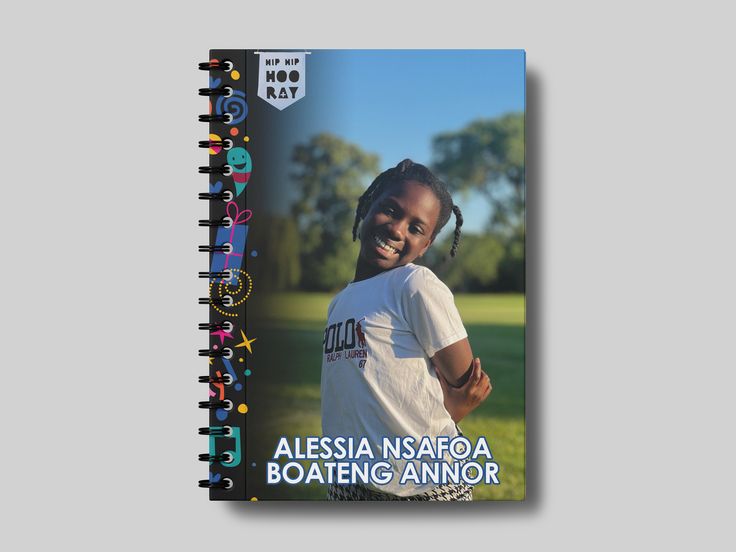 HIP HIP
HOO
RAY
POLO
RALPH LAUREN
67
ALESSIA NSAFOA
BOATENG ANNOR